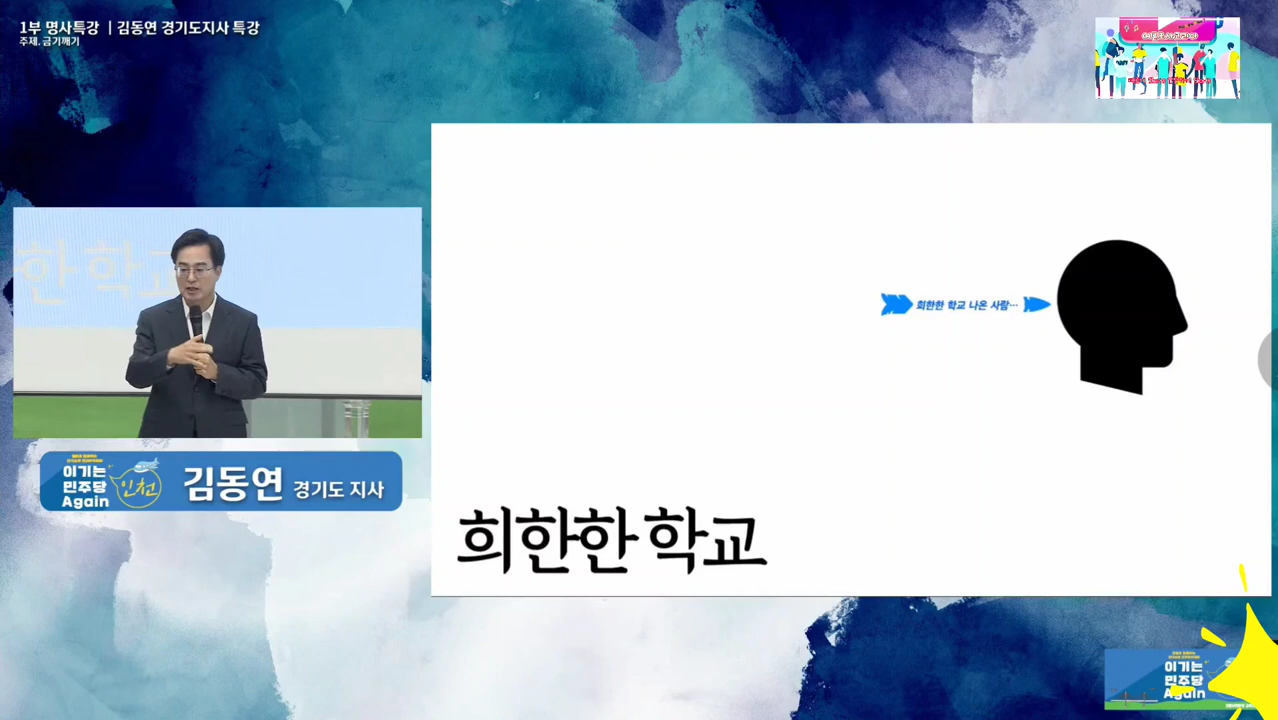 1부 명사특강 | 김동연 경기도지사 특강
주제. 금기깨기
한 학교
희한한 학교 나온 사람…
희한한 학교
이기는
민주당
Again
인천
김동연 경기도 지사
이기는
민주당
Again